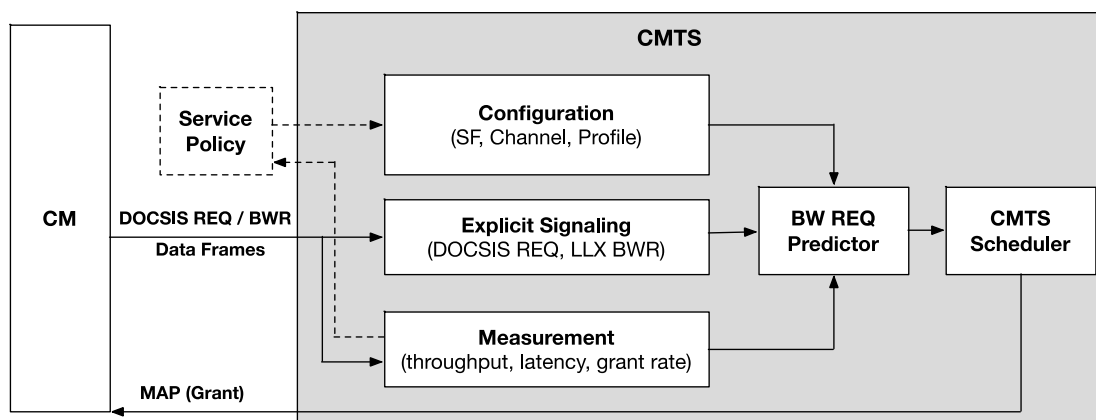 CMTS
Configuration
(SF, Channel, Profile)
Service
Policy
CM
DOCSIS REQ / BWR
Data Frames
Explicit Signaling
(DOCSIS REQ, LLX BWR)
BW REQ
Predictor
CMTS
Scheduler
Measurement
(throughput, latency, grant rate)
MAP (Grant)